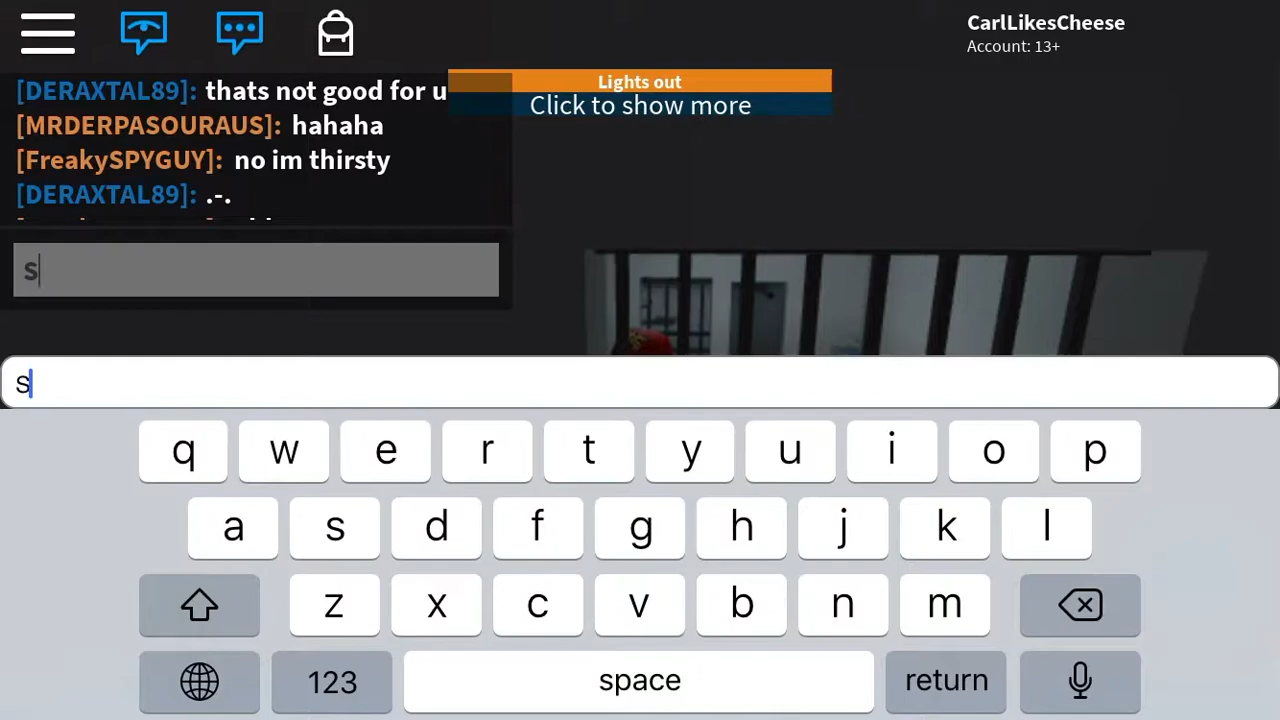 CarlLikesCheese
Account: 13+
Lights out
Click to show more
[DERAXTAL89]: thats not good for u
[MRDERPASOURAUS]: hahaha
[FreakySPYGUY]: no im thirsty
[DERAXTAL89]: .-.
s
s
q w e r t y u i o p
a s d f g h j k l
z x c v b n m
123 space return